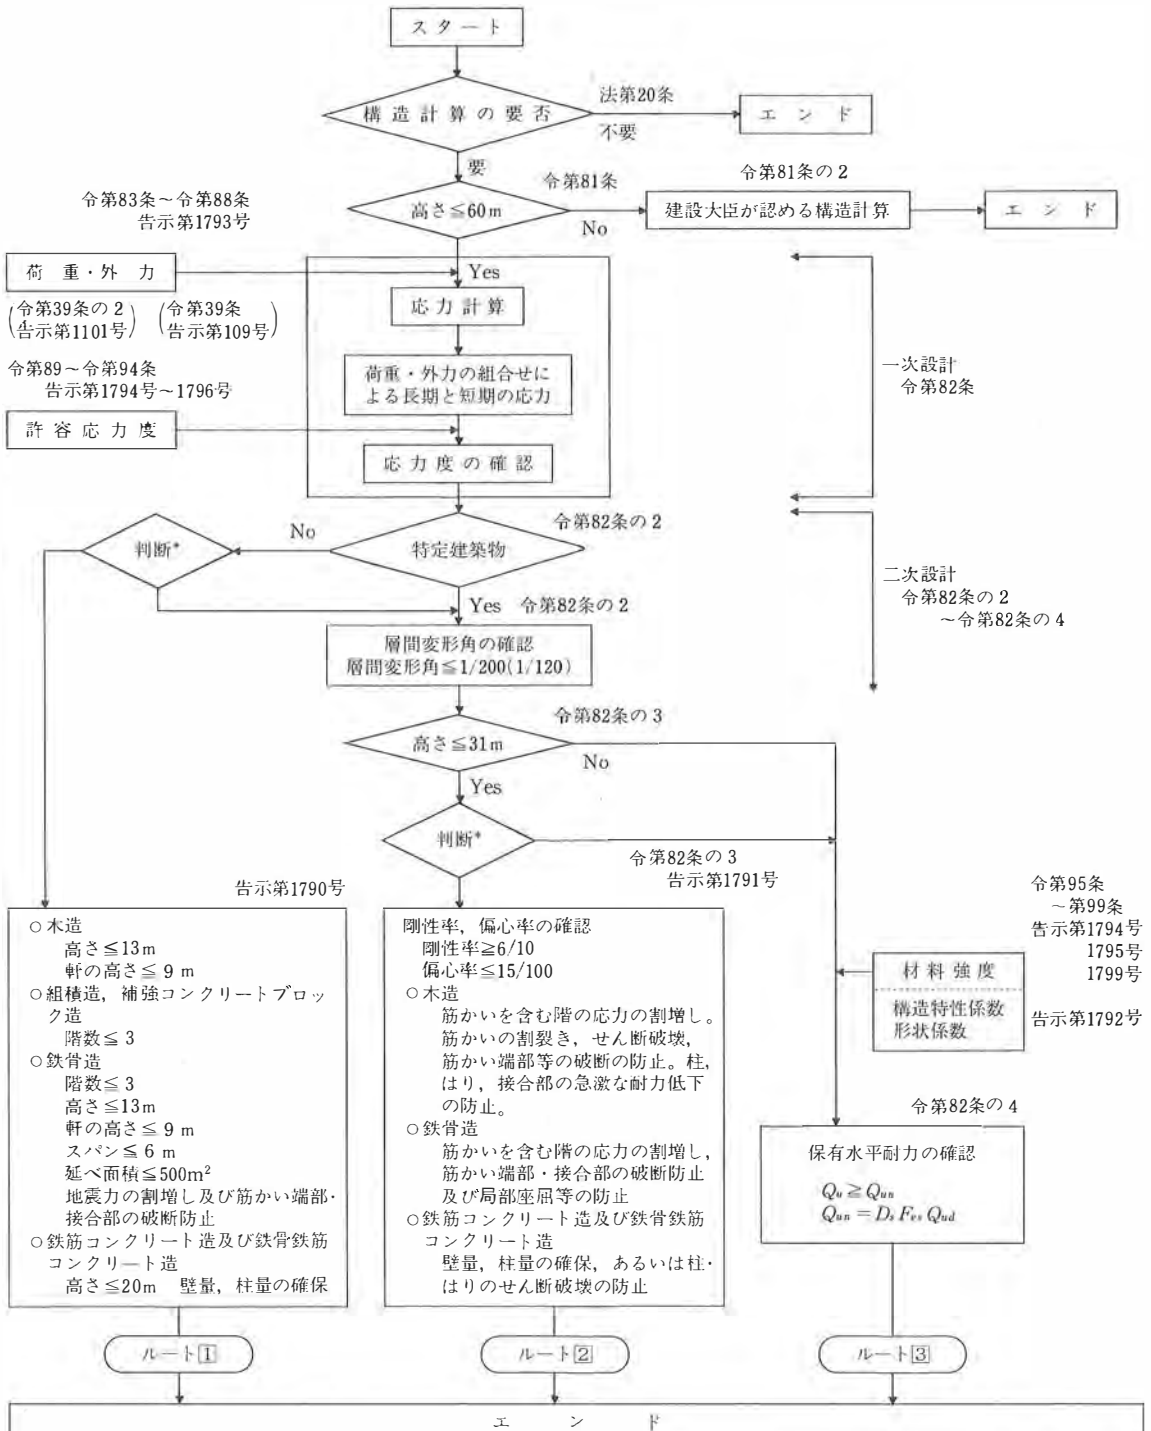 スタート
構造計算の要否
法第20条
不要
エンド
要
令第83条～令第88条
告示第1793号
高さ≦60m
令第81条
No
令第81条の2
建設大臣が認める構造計算
エンド
荷重・外力
Yes
(令第39条の2
告示第1101号)
(令第39条
告示第109号)
応力計算
令第89～令第94条
告示第1794号～1796号
荷重・外力の組合せに
よる長期と短期の応力
一次設計
令第82条
許容応力度
応力度の確認
令第82条の2
判断*
No
特定建築物
Yes 令第82条の2
二次設計
令第82条の2
～令第82条の4
層間変形角の確認
層間変形角≦1/200(1/120)
令第82条の3
高さ≦31m
No
Yes
判断*
令第82条の3
告示第1791号
告示第1790号
○木造
高さ≦13m
軒の高さ≦9m
○組積造，補強コンクリートブロッ
ク造
階数≦3
○鉄骨造
階数≦3
高さ≦13m
軒の高さ≦9m
スパン≦6m
延べ面積≦500m²
地震力の割増し及び筋かい端部・
接合部の破断防止
○鉄筋コンクリート造及び鉄骨鉄筋
コンクリート造
高さ≦20m 壁量，柱量の確保
剛性率，偏心率の確認
剛性率≧6/10
偏心率≦15/100
○木造
筋かいを含む階の応力の割増し。
筋かいの割裂き，せん断破壊，
筋かい端部等の破断の防止。柱，
はり，接合部の急激な耐力低下
の防止。
○鉄骨造
筋かいを含む階の応力の割増し，
筋かい端部・接合部の破断防止
及び局部座屈等の防止
○鉄筋コンクリート造及び鉄骨鉄筋
コンクリート造
壁量，柱量の確保，あるいは柱・
はりのせん断破壊の防止
令第95条
～第99条
告示第1794号
1795号
1799号
材料強度
構造特性係数
形状係数
告示第1792号
令第82条の4
保有水平耐力の確認
Qu≧Qun
Qun=DsFesQud
ルート1
ルート2
ルート3
エンド